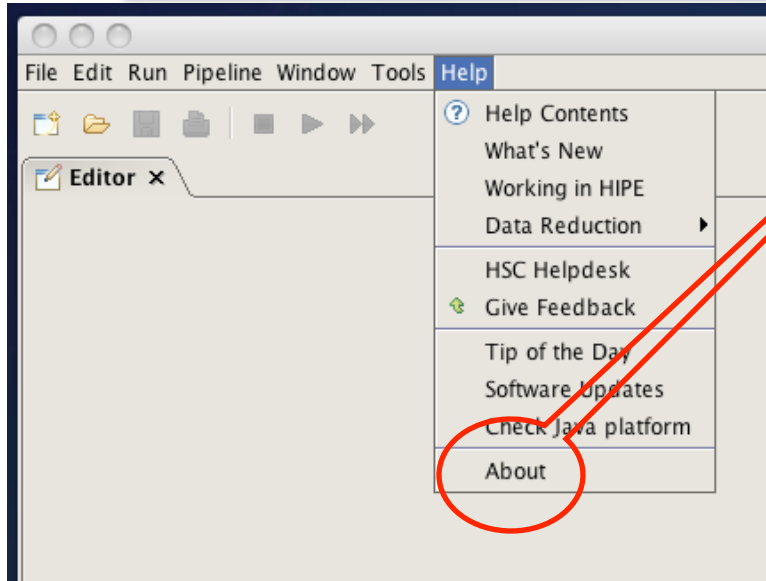 File Edit Run Pipeline Window Tools Help
Editor
Help Contents
What's New
Working in HIPE
Data Reduction
HSC Helpdesk
Give Feedback
Tip of the Day
Software Updates
Check Java platform
About